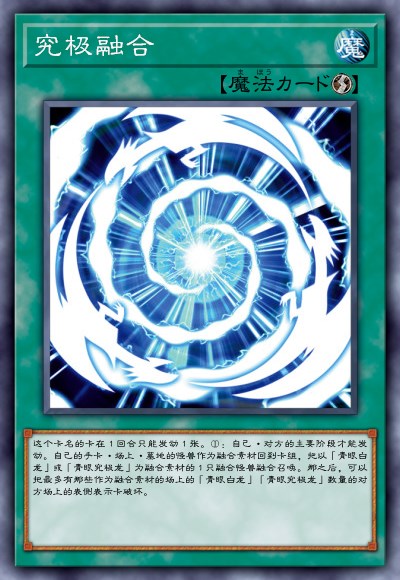 究极融合
魔
【魔法カード】
まほう
这个卡名的卡在1回合只能发动1张。①：自己·对方的主要阶段才能发
动。自己的手卡·场上·墓地的怪兽作为融合素材回到卡组，把以「青眼白
龙」或「青眼究极龙」为融合素材的1只融合怪兽融合召唤。那之后，可以
把最多有那些作为融合素材的场上的「青眼白龙」「青眼究极龙」数量的对
方场上的表侧表示卡破坏。